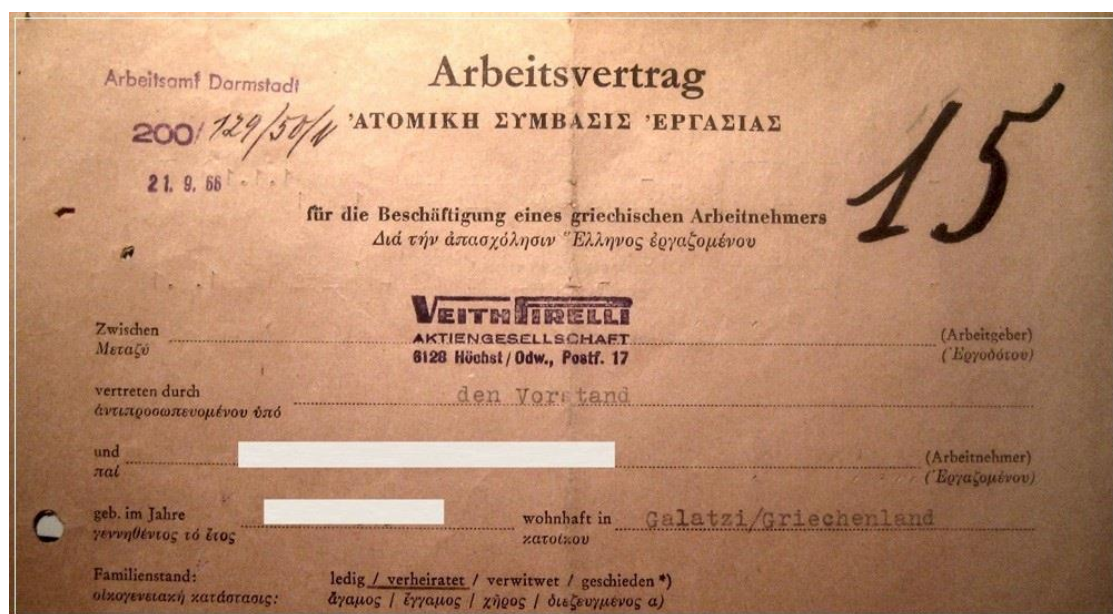 Arbeitsamt Darmstadt
Arbeitsvertrag
200/129/50/
'ΑΤΟΜΙΚΗ ΣΥΜΒΑΣΙΣ 'ΕΡΓΑΣΙΑΣ
15
21. 9. 66
für die Beschäftigung eines griechischen Arbeitnehmers
Διά τήν ἀπασχόλησιν Ἕλληνος ἐργαζομένου
VEITH PIRELLI
AKTIENGESELLSCHAFT
6128 Höchst/Odw., Postf. 17
Zwischen (Arbeitgeber)
Μεταζύ (Ἐργοδότου)
vertreten durch den Vorstand
ἀντιπροσωπευομένου ὑπό
und (Arbeitnehmer)
παί (Ἐργαζομένου)
geb. im Jahre wohnhaft in Galatzi/Griechenland
γεννηθέντος τό ἔτος κατοίκου
Familienstand: ledig / verheiratet / verwitwet / geschieden *)
οἰκογενειακή κατάστασις: ἄγαμος / ἔγγαμος / χῆρος / διεζευγμένος α)